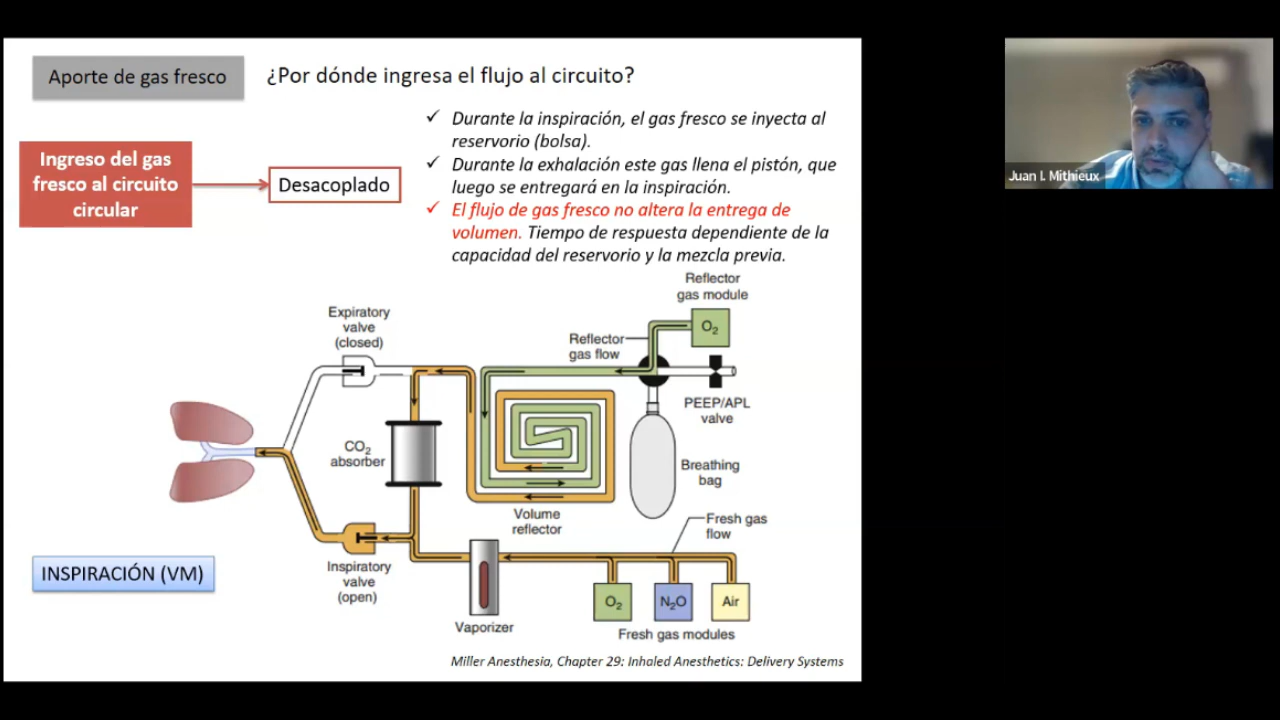 Aporte de gas fresco
¿Por dónde ingresa el flujo al circuito?
Durante la inspiración, el gas fresco se inyecta al
reservorio (bolsa).
Durante la exhalación este gas llena el pistón, que
luego se entregará en la inspiración.
El flujo de gas fresco no altera la entrega de
volumen. Tiempo de respuesta dependiente de la
capacidad del reservorio y la mezcla previa.
Ingreso del gas
fresco al circuito
circular
Desacoplado
Juan I. Mithieux
Reflector
gas module
O2
Expiratory
valve
(closed)
Reflector
gas flow
PEEP/APL
valve
CO2
absorber
Breathing
bag
Volume
reflector
Fresh gas
flow
Inspiratory
valve
(open)
INSPIRACIÓN (VM)
O2
N2O
Air
Vaporizer
Fresh gas modules
Miller Anesthesia, Chapter 29: Inhaled Anesthetics: Delivery Systems